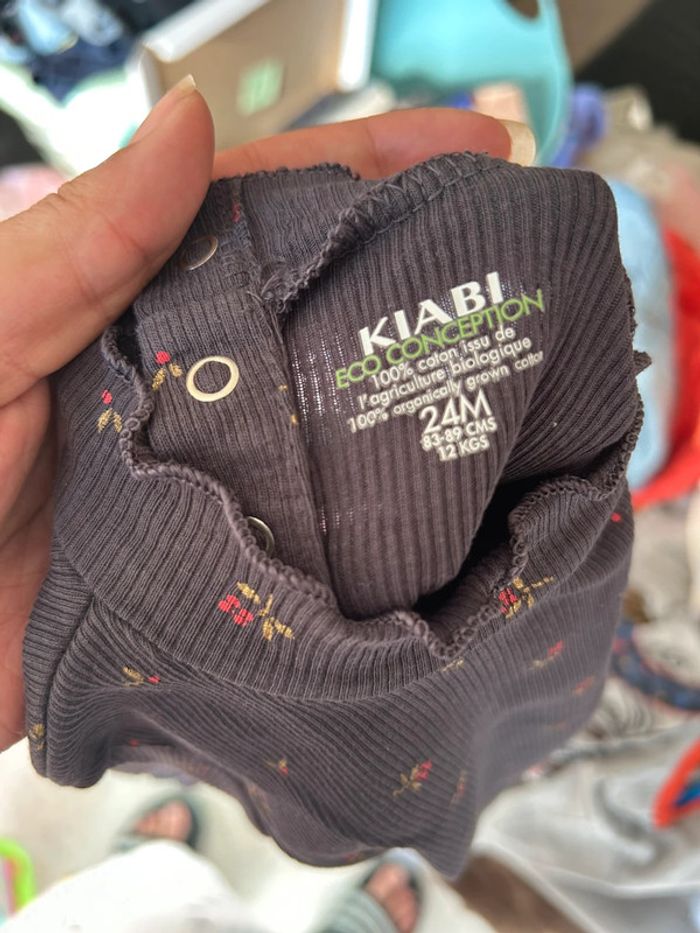 KIABI
ECO CONCEPTION
100% coton issu de
l'agriculture biologique
100% organically grown cotton
24M
83-89 CMS
12 KGS